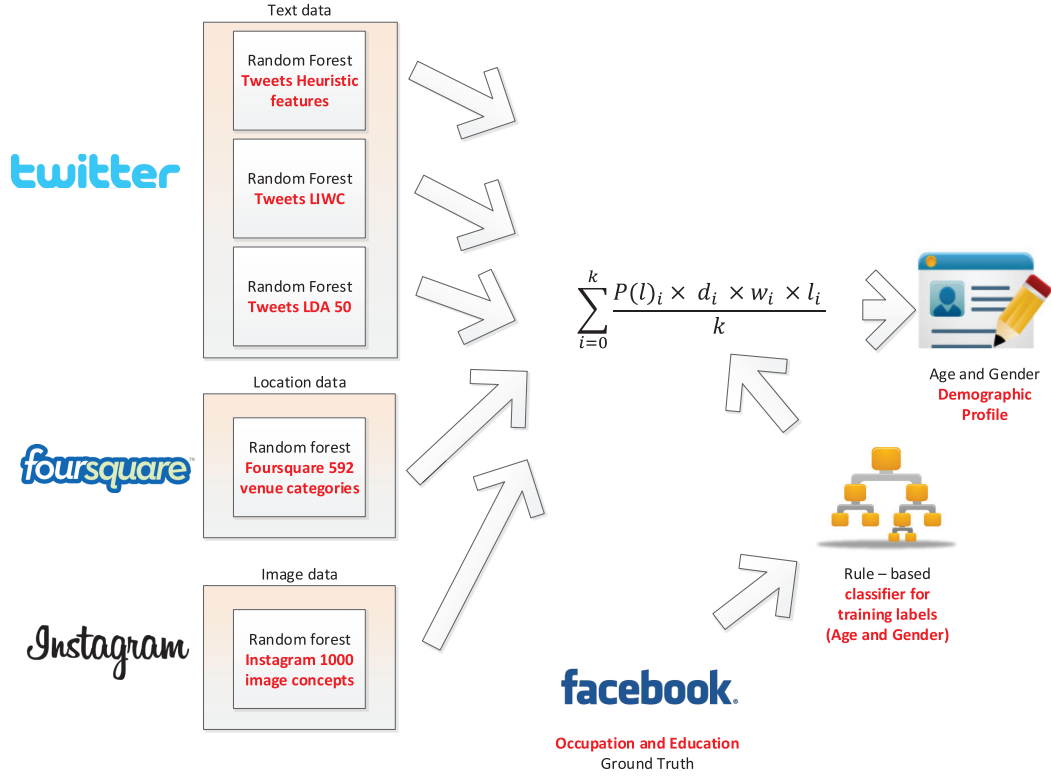 Text data
Random Forest
Tweets Heuristic
features
twitter
Random Forest
Tweets LIWC
Random Forest
Tweets LDA 50
Location data
foursquare™
Random forest
Foursquare 592
venue categories
Image data
Instagram
Random forest
Instagram 1000
image concepts
k
∑ P(l)ᵢ × dᵢ × wᵢ × lᵢ
k
i=0
Age and Gender
Demographic
Profile
Rule – based
classifier for
training labels
(Age and Gender)
facebook®
Occupation and Education
Ground Truth